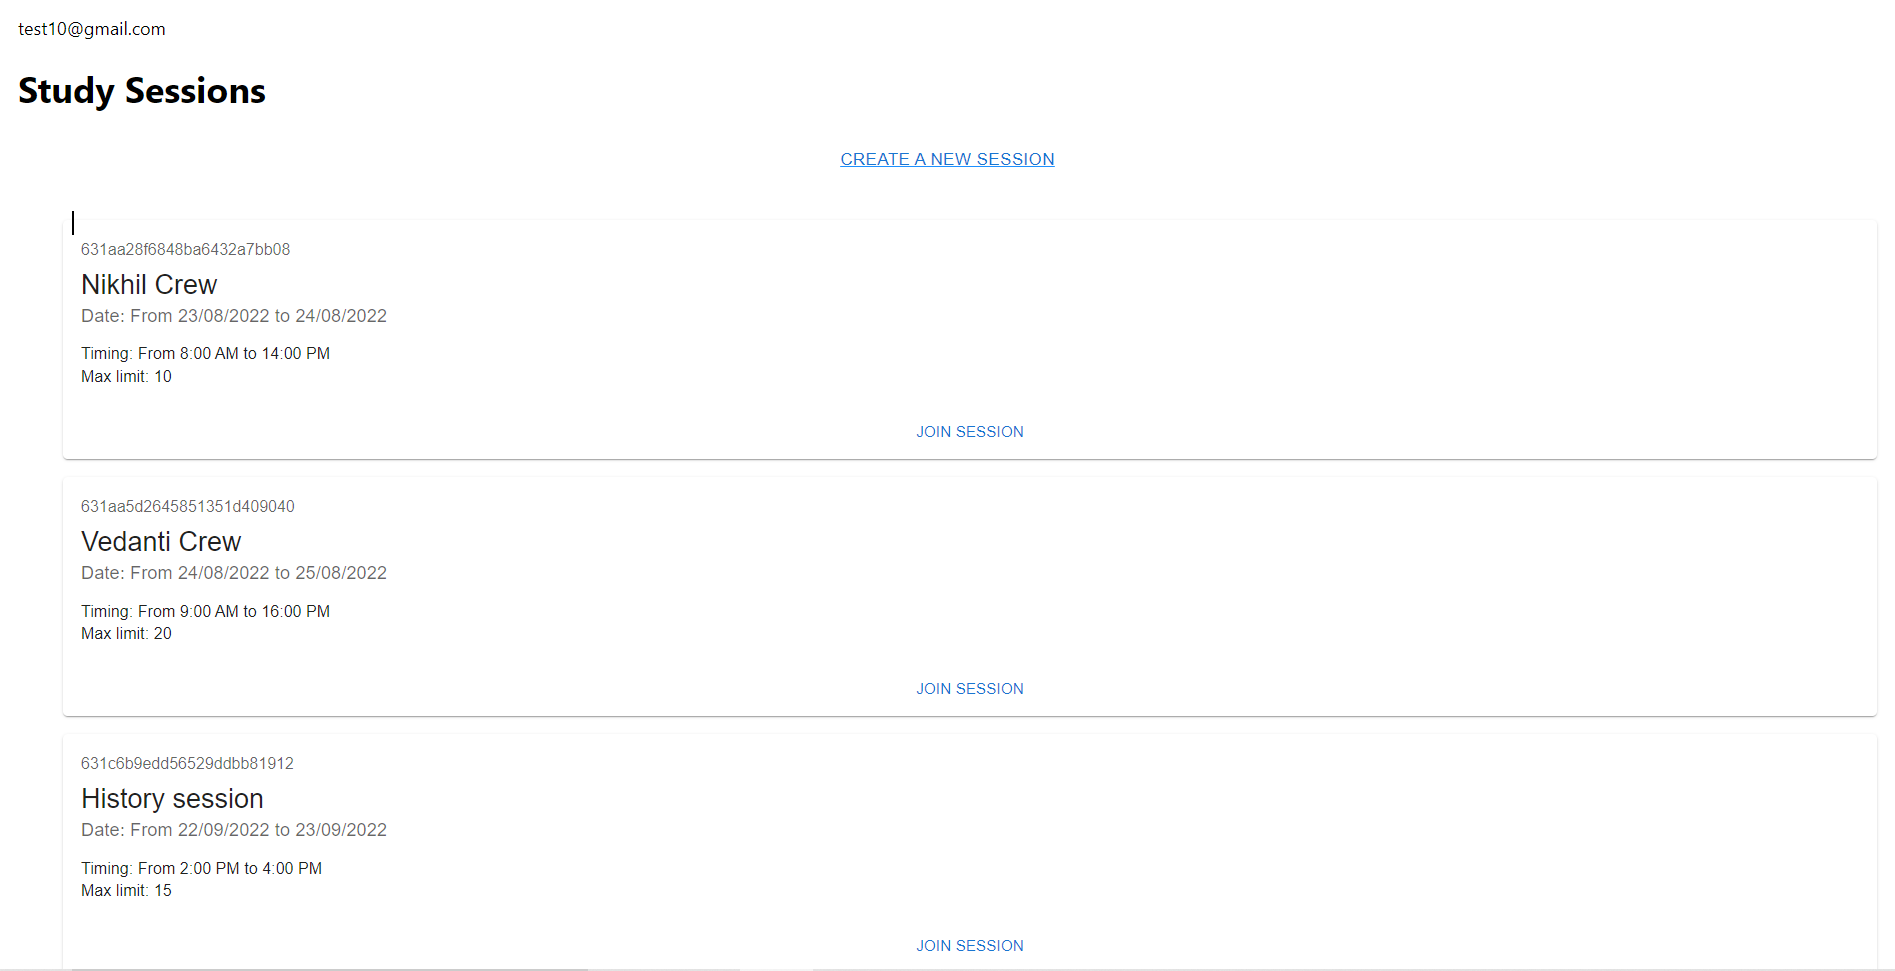 test10@gmail.com
Study Sessions
CREATE A NEW SESSION
631aa28f6848ba6432a7bb08
Nikhil Crew
Date: From 23/08/2022 to 24/08/2022
Timing: From 8:00 AM to 14:00 PM
Max limit: 10
JOIN SESSION
631aa5d2645851351d409040
Vedanti Crew
Date: From 24/08/2022 to 25/08/2022
Timing: From 9:00 AM to 16:00 PM
Max limit: 20
JOIN SESSION
631c6b9edd56529ddbb81912
History session
Date: From 22/09/2022 to 23/09/2022
Timing: From 2:00 PM to 4:00 PM
Max limit: 15
JOIN SESSION